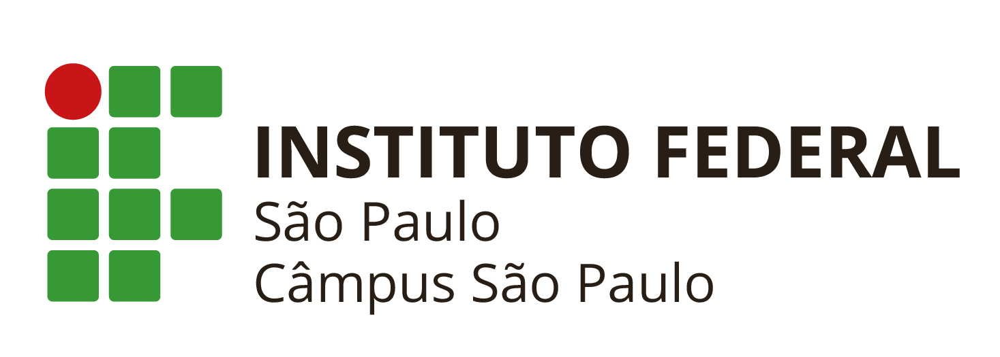 INSTITUTO FEDERAL
São Paulo
Câmpus São Paulo